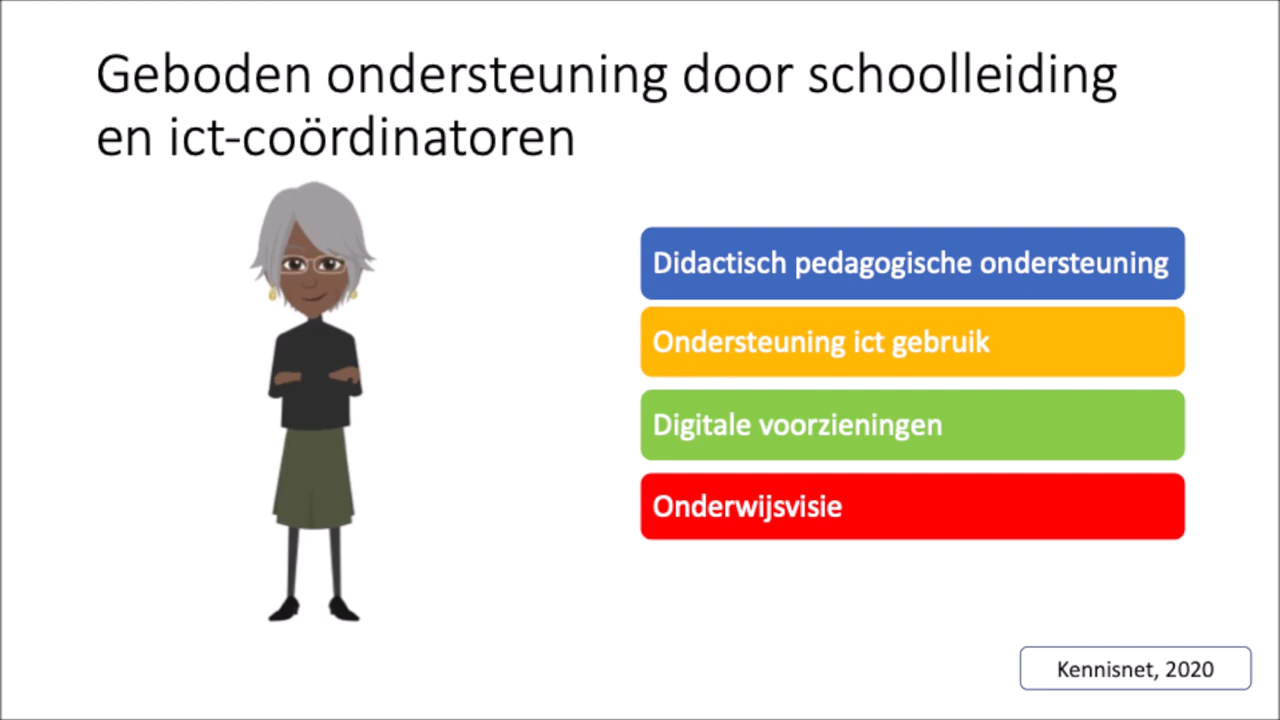 Geboden ondersteuning door schoolleiding
en ict-coördinatoren
Didactisch pedagogische ondersteuning
Ondersteuning ict gebruik
Digitale voorzieningen
Onderwijsvisie
Kennisnet, 2020